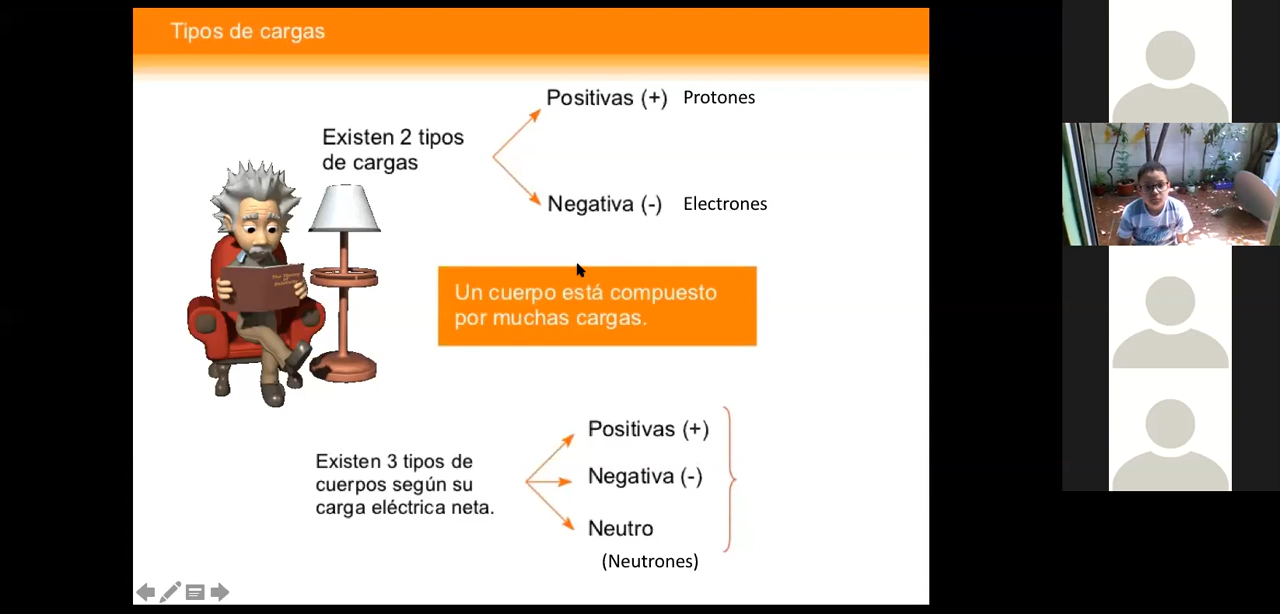 Tipos de cargas
Positivas (+) Protones
Existen 2 tipos
de cargas
Negativa (-) Electrones
Un cuerpo está compuesto
por muchas cargas.
Positivas (+)
Existen 3 tipos de
cuerpos según su
carga eléctrica neta.
Negativa (-)
Neutro
(Neutrones)